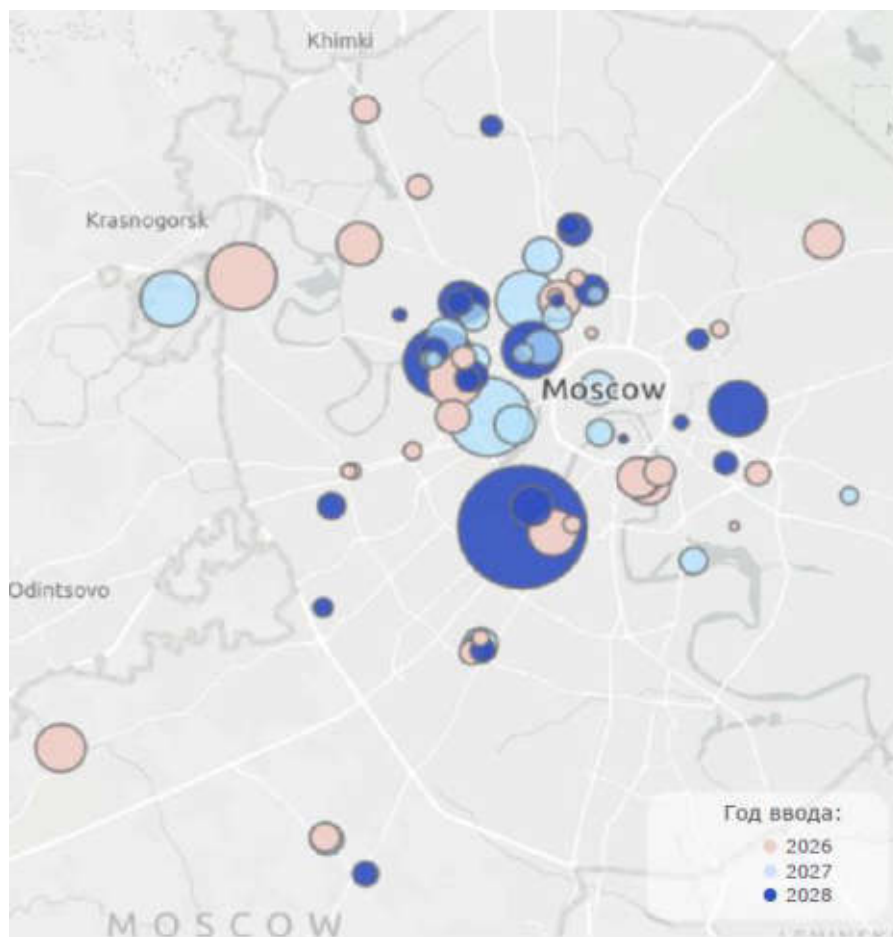 Khimki
Krasnogorsk
Moscow
Odintsovo
Год ввода:
2026
2027
2028
MOSCOW